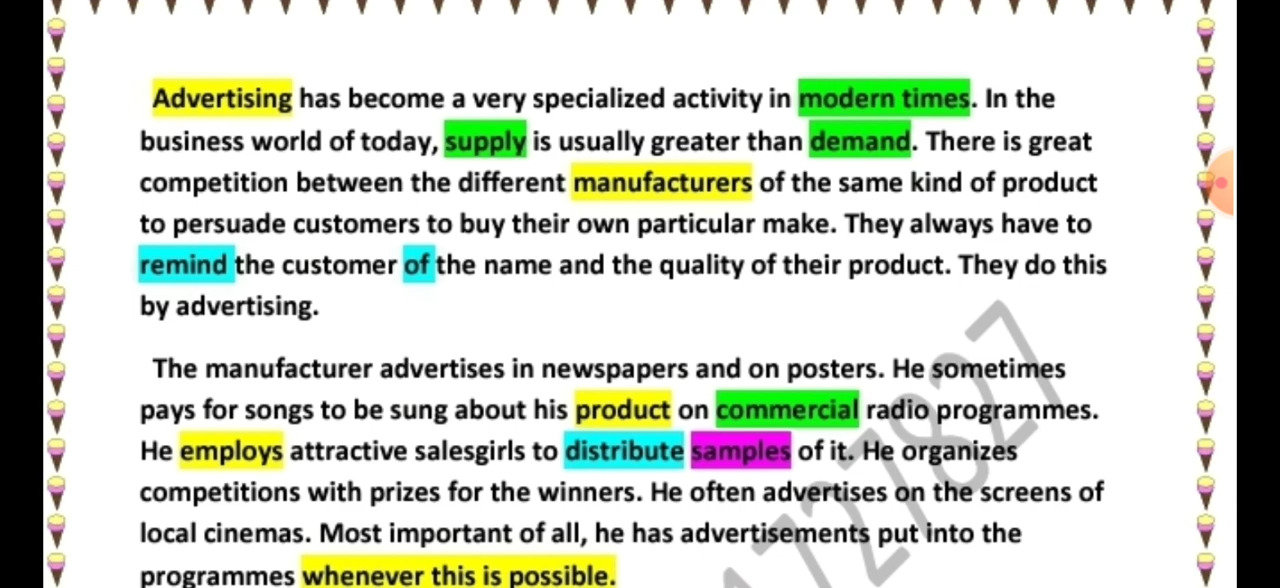 Advertising has become a very specialized activity in modern times. In the
business world of today, supply is usually greater than demand. There is great
competition between the different manufacturers of the same kind of product
to persuade customers to buy their own particular make. They always have to
remind the customer of the name and the quality of their product. They do this
by advertising.
The manufacturer advertises in newspapers and on posters. He sometimes
pays for songs to be sung about his product on commercial radio programmes.
He employs attractive salesgirls to distribute samples of it. He organizes
competitions with prizes for the winners. He often advertises on the screens of
local cinemas. Most important of all, he has advertisements put into the
programmes whenever this is possible.